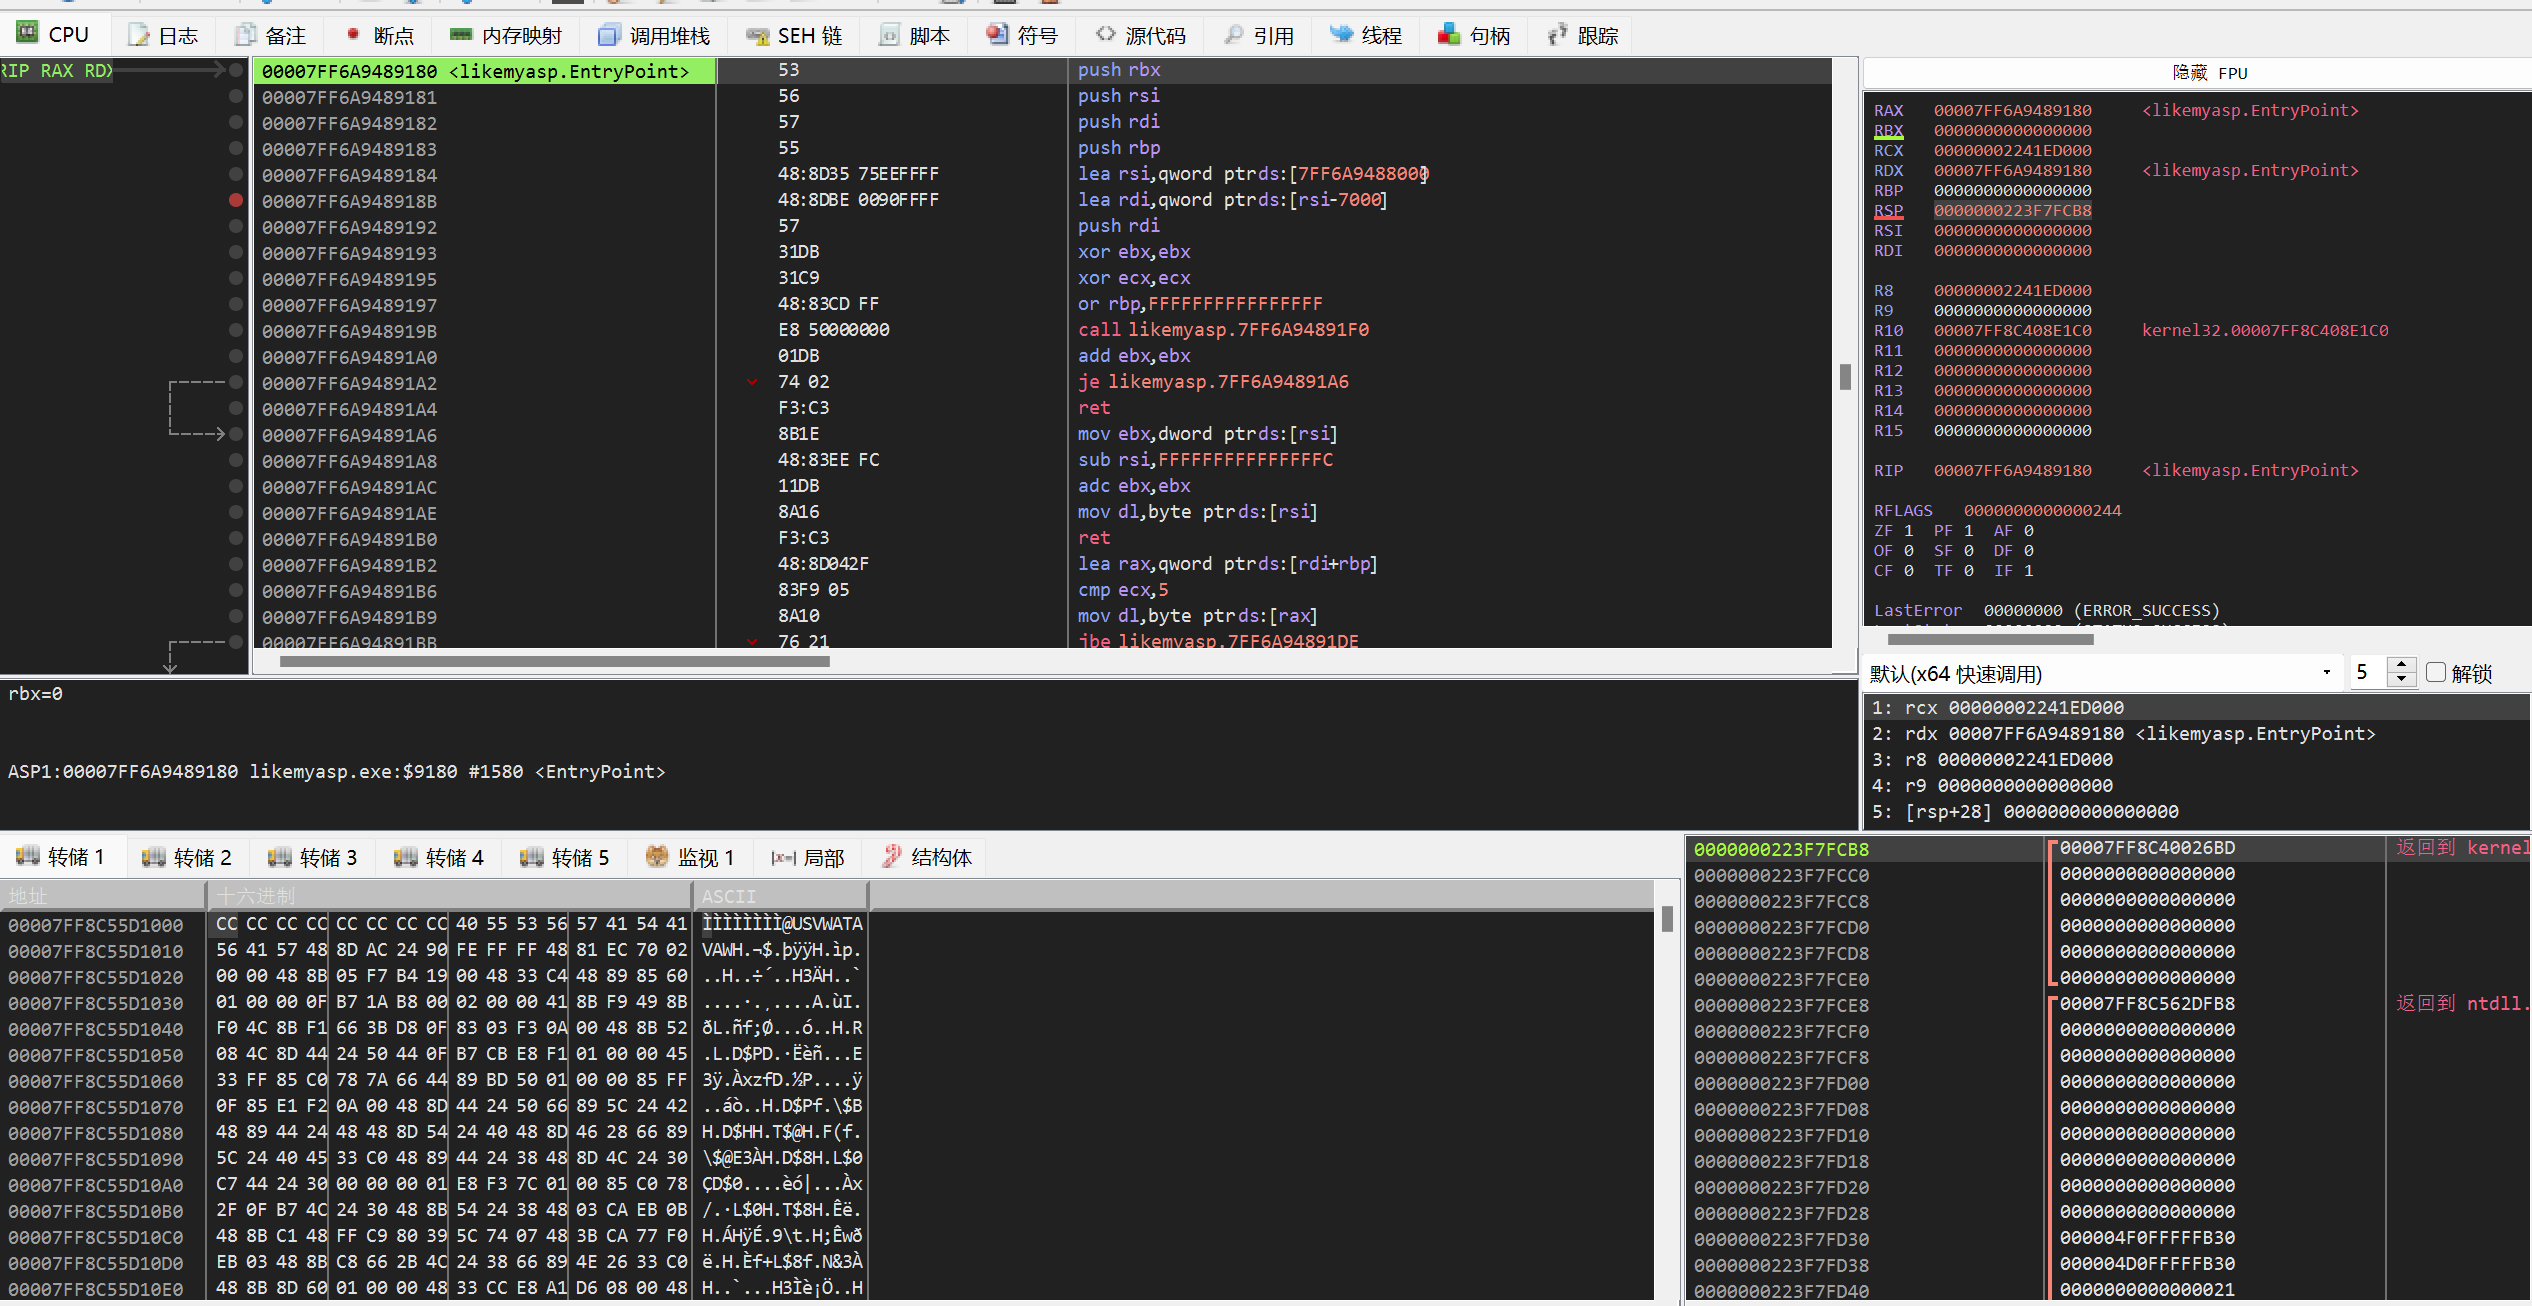 CPU 日志 备注 断点 内存映射 调用堆栈 SEH 链 脚本 符号 源代码 引用 线程 句柄 跟踪
RIP RAX RDX
00007FF6A9489180 <likemyasp.EntryPoint> 53 push rbx
00007FF6A9489181 56 push rsi
00007FF6A9489182 57 push rdi
00007FF6A9489183 55 push rbp
00007FF6A9489184 48:8D35 75EEFFFF lea rsi,qword ptr ds:[7FF6A9488000]
00007FF6A948918B 48:8DBE 0090FFFF lea rdi,qword ptr ds:[rsi-7000]
00007FF6A9489192 57 push rdi
00007FF6A9489193 31DB xor ebx,ebx
00007FF6A9489195 31C9 xor ecx,ecx
00007FF6A9489197 48:83CD FF or rbp,FFFFFFFFFFFFFFFF
00007FF6A948919B E8 50000000 call likemyasp.7FF6A94891F0
00007FF6A94891A0 01DB add ebx,ebx
00007FF6A94891A2 74 02 je likemyasp.7FF6A94891A6
00007FF6A94891A4 F3:C3 ret
00007FF6A94891A6 8B1E mov ebx,dword ptr ds:[rsi]
00007FF6A94891A8 48:83EE FC sub rsi,FFFFFFFFFFFFFFFC
00007FF6A94891AC 11DB adc ebx,ebx
00007FF6A94891AE 8A16 mov dl,byte ptr ds:[rsi]
00007FF6A94891B0 F3:C3 ret
00007FF6A94891B2 48:8D042F lea rax,qword ptr ds:[rdi+rbp]
00007FF6A94891B6 83F9 05 cmp ecx,5
00007FF6A94891B9 8A10 mov dl,byte ptr ds:[rax]
00007FF6A94891BB 76 21 jbe likemyasp.7FF6A94891DE
隐藏 FPU
RAX 00007FF6A9489180 <likemyasp.EntryPoint>
RBX 0000000000000000
RCX 00000002241ED000
RDX 00007FF6A9489180 <likemyasp.EntryPoint>
RBP 0000000000000000
RSP 0000000223F7FCB8
RSI 0000000000000000
RDI 0000000000000000
R8 00000002241ED000
R9 0000000000000000
R10 00007FF8C408E1C0 kernel32.00007FF8C408E1C0
R11 0000000000000000
R12 0000000000000000
R13 0000000000000000
R14 0000000000000000
R15 0000000000000000
RIP 00007FF6A9489180 <likemyasp.EntryPoint>
RFLAGS 0000000000000244
ZF 1 PF 1 AF 0
OF 0 SF 0 DF 0
CF 0 TF 0 IF 1
LastError 00000000 (ERROR_SUCCESS)
默认(x64 快速调用) 5 解锁
1: rcx 00000002241ED000
2: rdx 00007FF6A9489180 <likemyasp.EntryPoint>
3: r8 00000002241ED000
4: r9 0000000000000000
5: [rsp+28] 0000000000000000
rbx=0
ASP1:00007FF6A9489180 likemyasp.exe:$9180 #1580 <EntryPoint>
转储 1 转储 2 转储 3 转储 4 转储 5 监视 1 局部 结构体
地址 十六进制 ASCII
00007FF8C55D1000 CC CC CC CC CC CC CC CC 40 55 53 56 57 41 54 41 ÌÌÌÌÌÌÌÌ@USVWATA
00007FF8C55D1010 56 41 57 48 8D AC 24 90 FE FF FF 48 81 EC 70 02 VAWH.¬$.þÿÿH.ìp.
00007FF8C55D1020 00 00 48 8B 05 F7 B4 19 00 48 33 C4 48 89 85 60 ..H..÷´..H3ÄH..`
00007FF8C55D1030 01 00 00 0F B7 1A B8 00 02 00 00 41 8B F9 49 8B ....·.¸....A.ùI.
00007FF8C55D1040 F0 4C 8B F1 66 3B D8 0F 83 03 F3 0A 00 48 8B 52 ðL.ñf;Ø...ó..H.R
00007FF8C55D1050 08 4C 8D 44 24 50 44 0F B7 CB E8 F1 01 00 00 45 .L.D$PD.·Ëèñ...E
00007FF8C55D1060 33 FF 85 C0 78 7A 66 44 89 BD 50 01 00 00 85 FF 3ÿ.ÀxzfD.½P....ÿ
00007FF8C55D1070 0F 85 E1 F2 0A 00 48 8D 44 24 50 66 89 5C 24 42 ..áò..H.D$Pf.\$B
00007FF8C55D1080 48 89 44 24 48 48 8D 54 24 40 48 8D 46 28 66 89 H.D$HH.T$@H.F(f.
00007FF8C55D1090 5C 24 40 45 33 C0 48 89 44 24 38 48 8D 4C 24 30 \$@E3ÀH.D$8H.L$0
00007FF8C55D10A0 C7 44 24 30 00 00 00 01 E8 F3 7C 01 00 85 C0 78 ÇD$0....èó|...Àx
00007FF8C55D10B0 2F 0F B7 4C 24 30 48 8B 54 24 38 48 03 CA EB 0B /.·L$0H.T$8H.Êë.
00007FF8C55D10C0 48 8B C1 48 FF C9 80 39 5C 74 07 48 3B CA 77 F0 H.ÁHÿÉ.9\t.H;Êwð
00007FF8C55D10D0 EB 03 48 8B C8 66 2B 4C 24 38 66 89 4E 26 33 C0 ë.H.Èf+L$8f.N&3À
00007FF8C55D10E0 48 8B 8D 60 01 00 00 48 33 CC E8 A1 D6 08 00 48 H..`...H3Ìè¡Ö..H
0000000223F7FCB8 00007FF8C40026BD 返回到 kernel
0000000223F7FCC0 0000000000000000
0000000223F7FCC8 0000000000000000
0000000223F7FCD0 0000000000000000
0000000223F7FCD8 0000000000000000
0000000223F7FCE0 0000000000000000
0000000223F7FCE8 00007FF8C562DFB8 返回到 ntdll.
0000000223F7FCF0 0000000000000000
0000000223F7FCF8 0000000000000000
0000000223F7FD00 0000000000000000
0000000223F7FD08 0000000000000000
0000000223F7FD10 0000000000000000
0000000223F7FD18 0000000000000000
0000000223F7FD20 0000000000000000
0000000223F7FD28 0000000000000000
0000000223F7FD30 000004F0FFFFFB30
0000000223F7FD38 000004D0FFFFFB30
0000000223F7FD40 0000000000000021